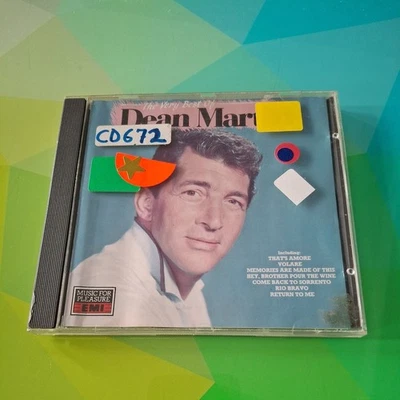 The Very Best Of
Dean Mart
CD672
Including:
THAT'S AMORE
VOLARE
MEMORIES ARE MADE OF THIS
HEY, BROTHER POUR THE WINE
COME BACK TO SORRENTO
RIO BRAVO
RETURN TO ME
MUSIC FOR
PLEASURE
EMI